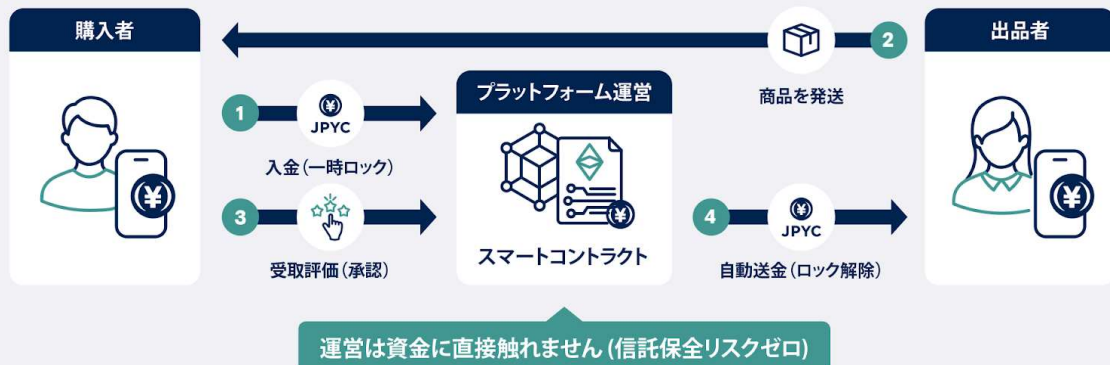 購入者
2
商品を発送
出品者
プラットフォーム運営
1
JPYC
入金(一時ロック)
¥
3
受取評価(承認)
¥
スマートコントラクト
4
JPYC
自動送金(ロック解除)
¥
運営は資金に直接触れません(信託保全リスクゼロ)